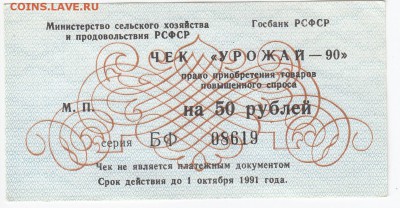 COINS.LAVE.RU
Министерство сельского хозяйства
и продовольствия РСФСР
Госбанк РСФСР
ЧЕК «УРОЖАЙ—90»
право приобретения товаров
повышенного спроса
М. П.
на 50 рублей
серия БФ 08619
Чек не является платежным документом
Срок действия до 1 октября 1991 года.